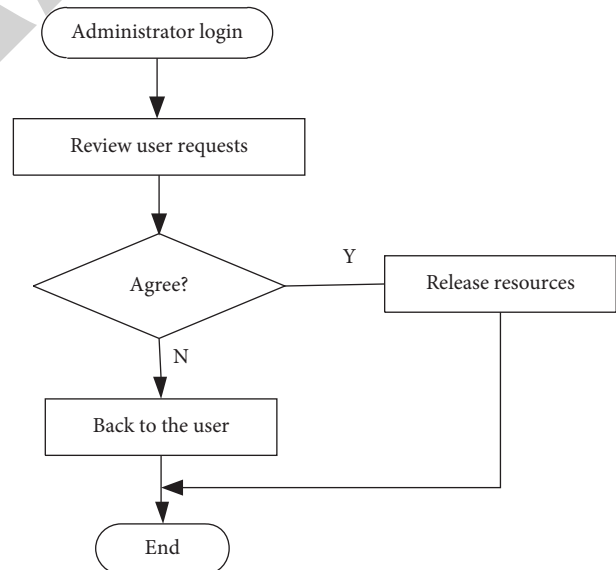 Administrator login
Review user requests
Agree?
Y
Release resources
N
Back to the user
End